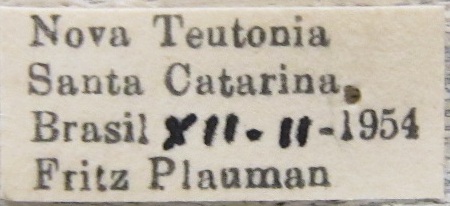 Nova Teutonia
Santa Catarina,
Brasil XII-11-1954
Fritz Plauman